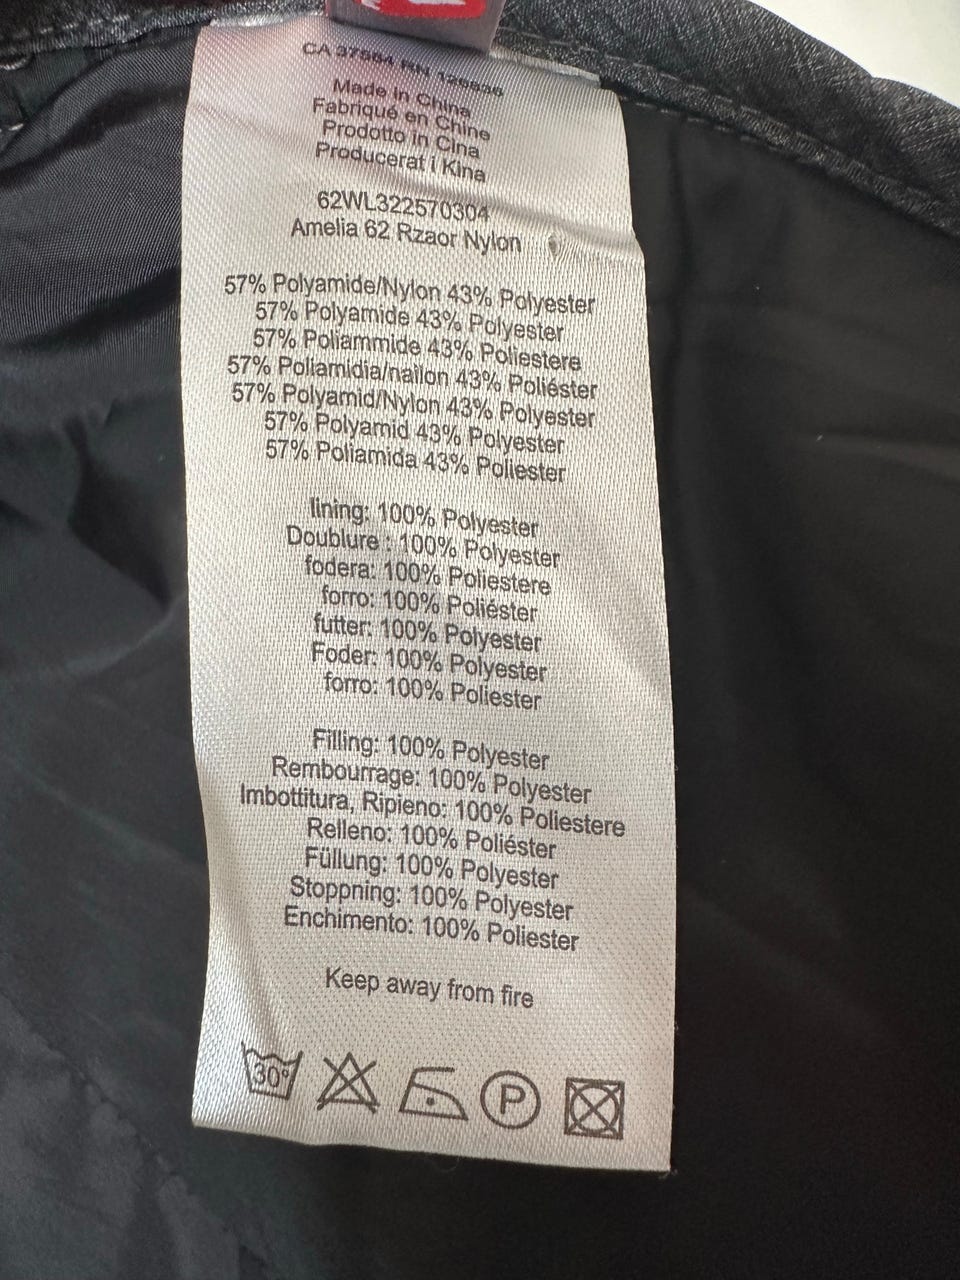 CA 37564 RN 126636
Made in China
Fabriqué en Chine
Prodotto in Cina
Producerat i Kina
62WL322570304
Amelia 62 Rzaor Nylon
57% Polyamide/Nylon 43% Polyester
57% Polyamide 43% Polyester
57% Poliammide 43% Poliestere
57% Poliamidia/nailon 43% Poliéster
57% Polyamid/Nylon 43% Polyester
57% Polyamid 43% Polyester
57% Poliamida 43% Poliester
lining: 100% Polyester
Doublure : 100% Polyester
fodera: 100% Poliestere
forro: 100% Poliéster
futter: 100% Polyester
Foder: 100% Polyester
forro: 100% Poliester
Filling: 100% Polyester
Rembourrage: 100% Polyester
Imbottitura, Ripieno: 100% Poliestere
Relleno: 100% Poliéster
Füllung: 100% Polyester
Stoppning: 100% Polyester
Enchimento: 100% Poliester
Keep away from fire
30° P